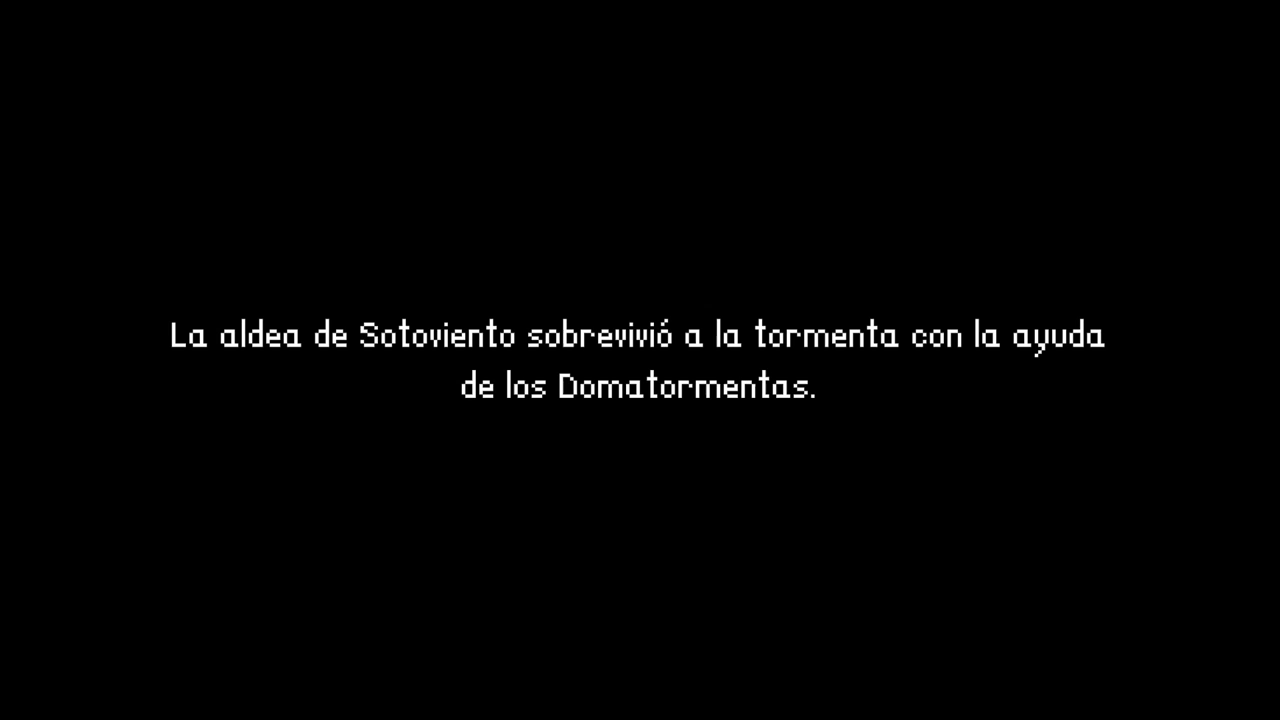 La aldea de Sotoviento sobrevivió a la tormenta con la ayuda
de los Domatormentas.